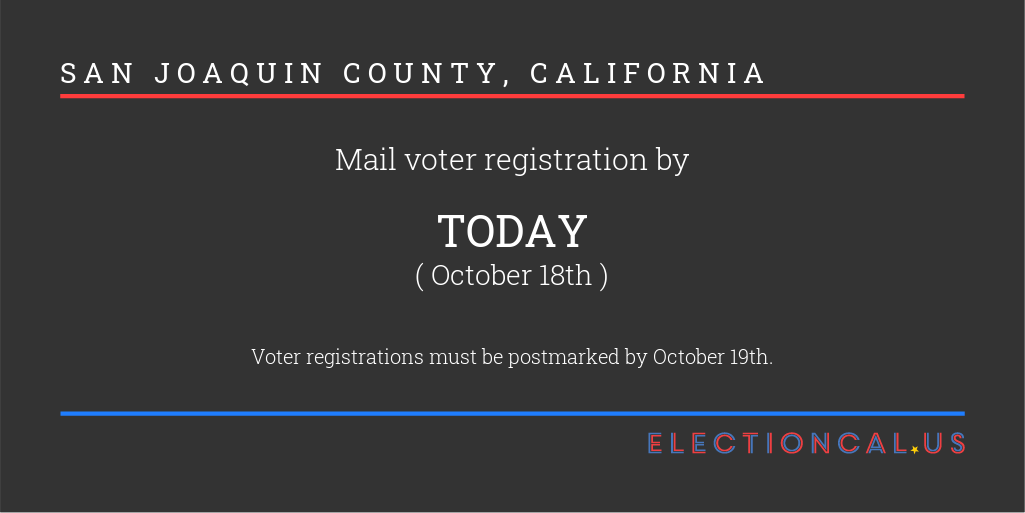 SAN JOAQUIN COUNTY, CALIFORNIA
Mail voter registration by
TODAY
( October 18th )
Voter registrations must be postmarked by October 19th.
ELECTIONCAL.US